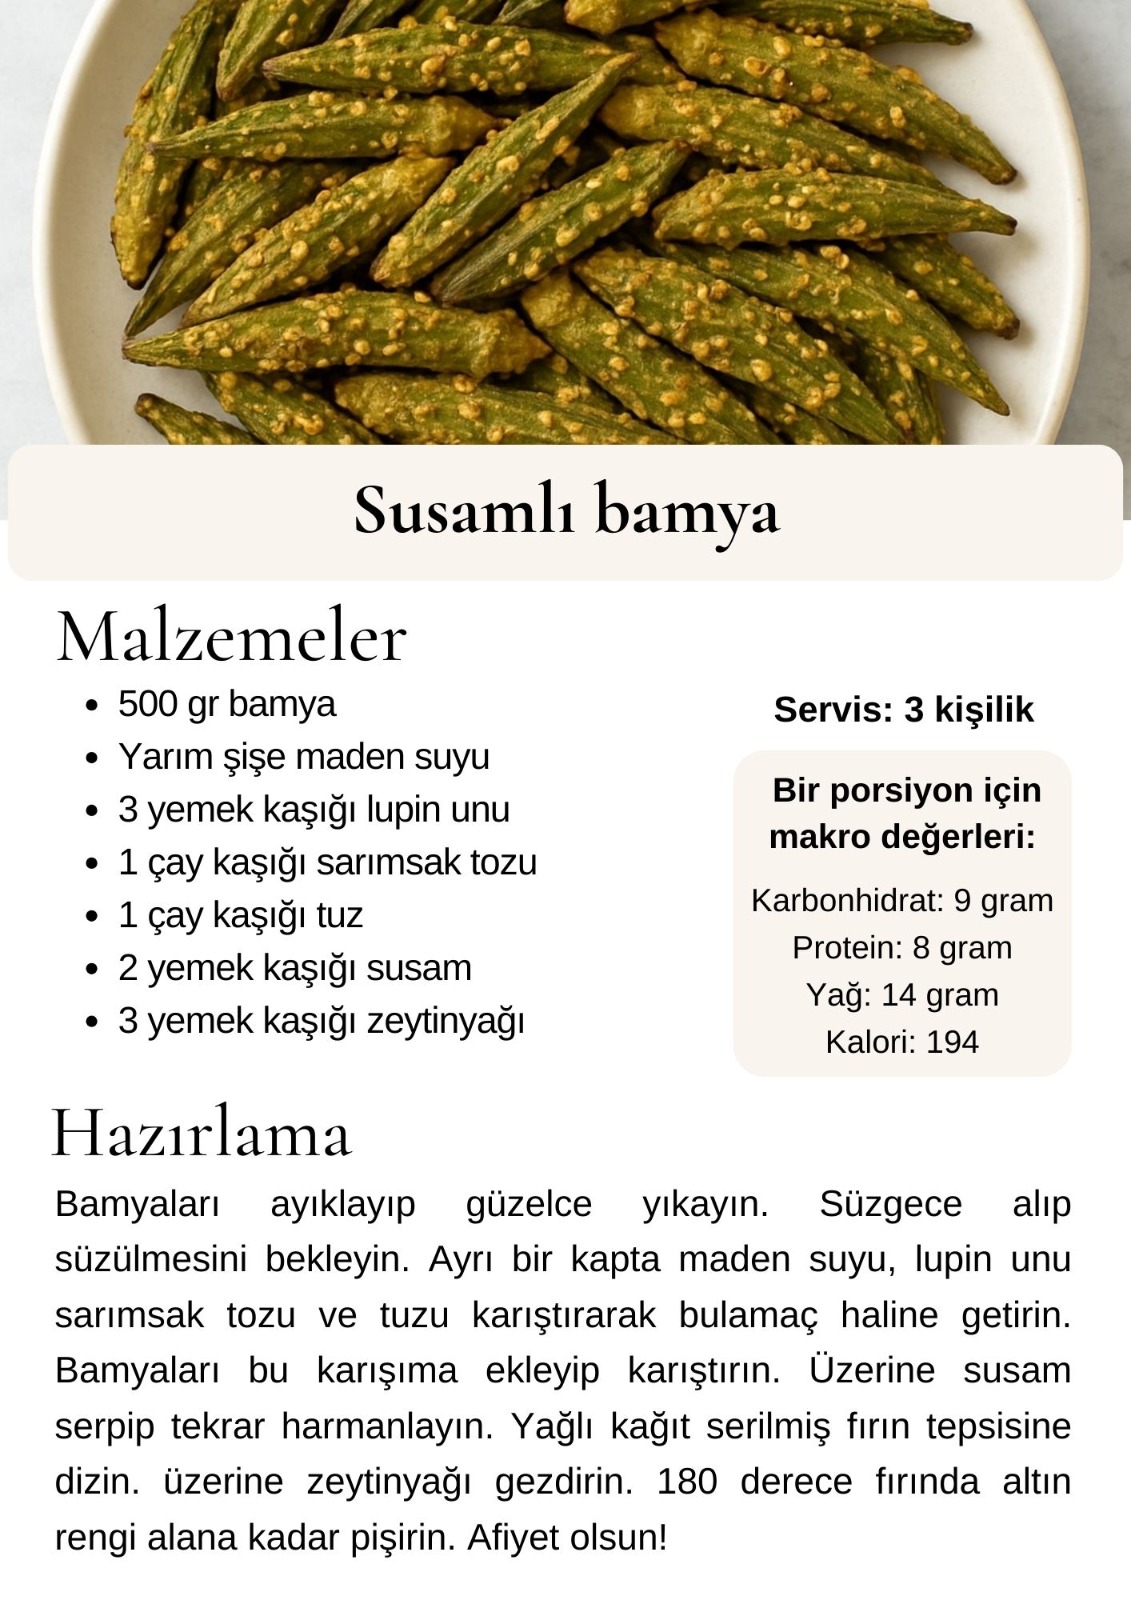 Susamlı bamya
Malzemeler
• 500 gr bamya
• Yarım şişe maden suyu
• 3 yemek kaşığı lupin unu
• 1 çay kaşığı sarımsak tozu
• 1 çay kaşığı tuz
• 2 yemek kaşığı susam
• 3 yemek kaşığı zeytinyağı
Servis: 3 kişilik
Bir porsiyon için
makro değerleri:
Karbonhidrat: 9 gram
Protein: 8 gram
Yağ: 14 gram
Kalori: 194
Hazırlama
Bamyaları ayıklayıp güzelce yıkayın. Süzgece alıp
süzülmesini bekleyin. Ayrı bir kapta maden suyu, lupin unu
sarımsak tozu ve tuzu karıştırarak bulamaç haline getirin.
Bamyaları bu karışıma ekleyip karıştırın. Üzerine susam
serpip tekrar harmanlayın. Yağlı kağıt serilmiş fırın tepsisine
dizin. üzerine zeytinyağı gezdirin. 180 derece fırında altın
rengi alana kadar pişirin. Afiyet olsun!